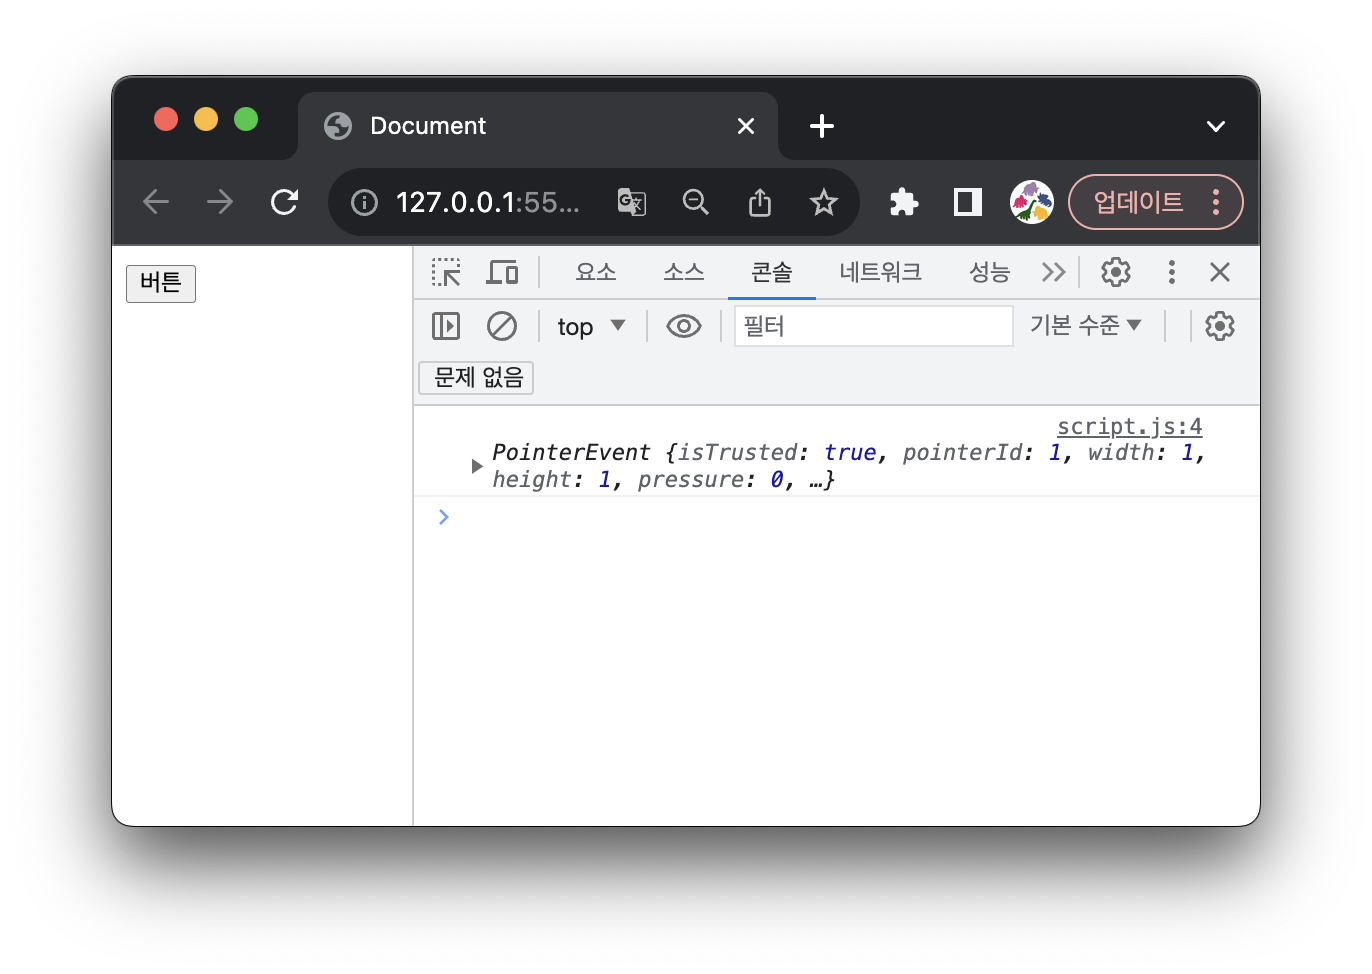 Document
127.0.0.1:55...
업데이트
버튼
요소 소스 콘솔 네트워크 성능
top 필터 기본 수준
문제 없음
script.js:4
PointerEvent {isTrusted: true, pointerId: 1, width: 1,
height: 1, pressure: 0, …}